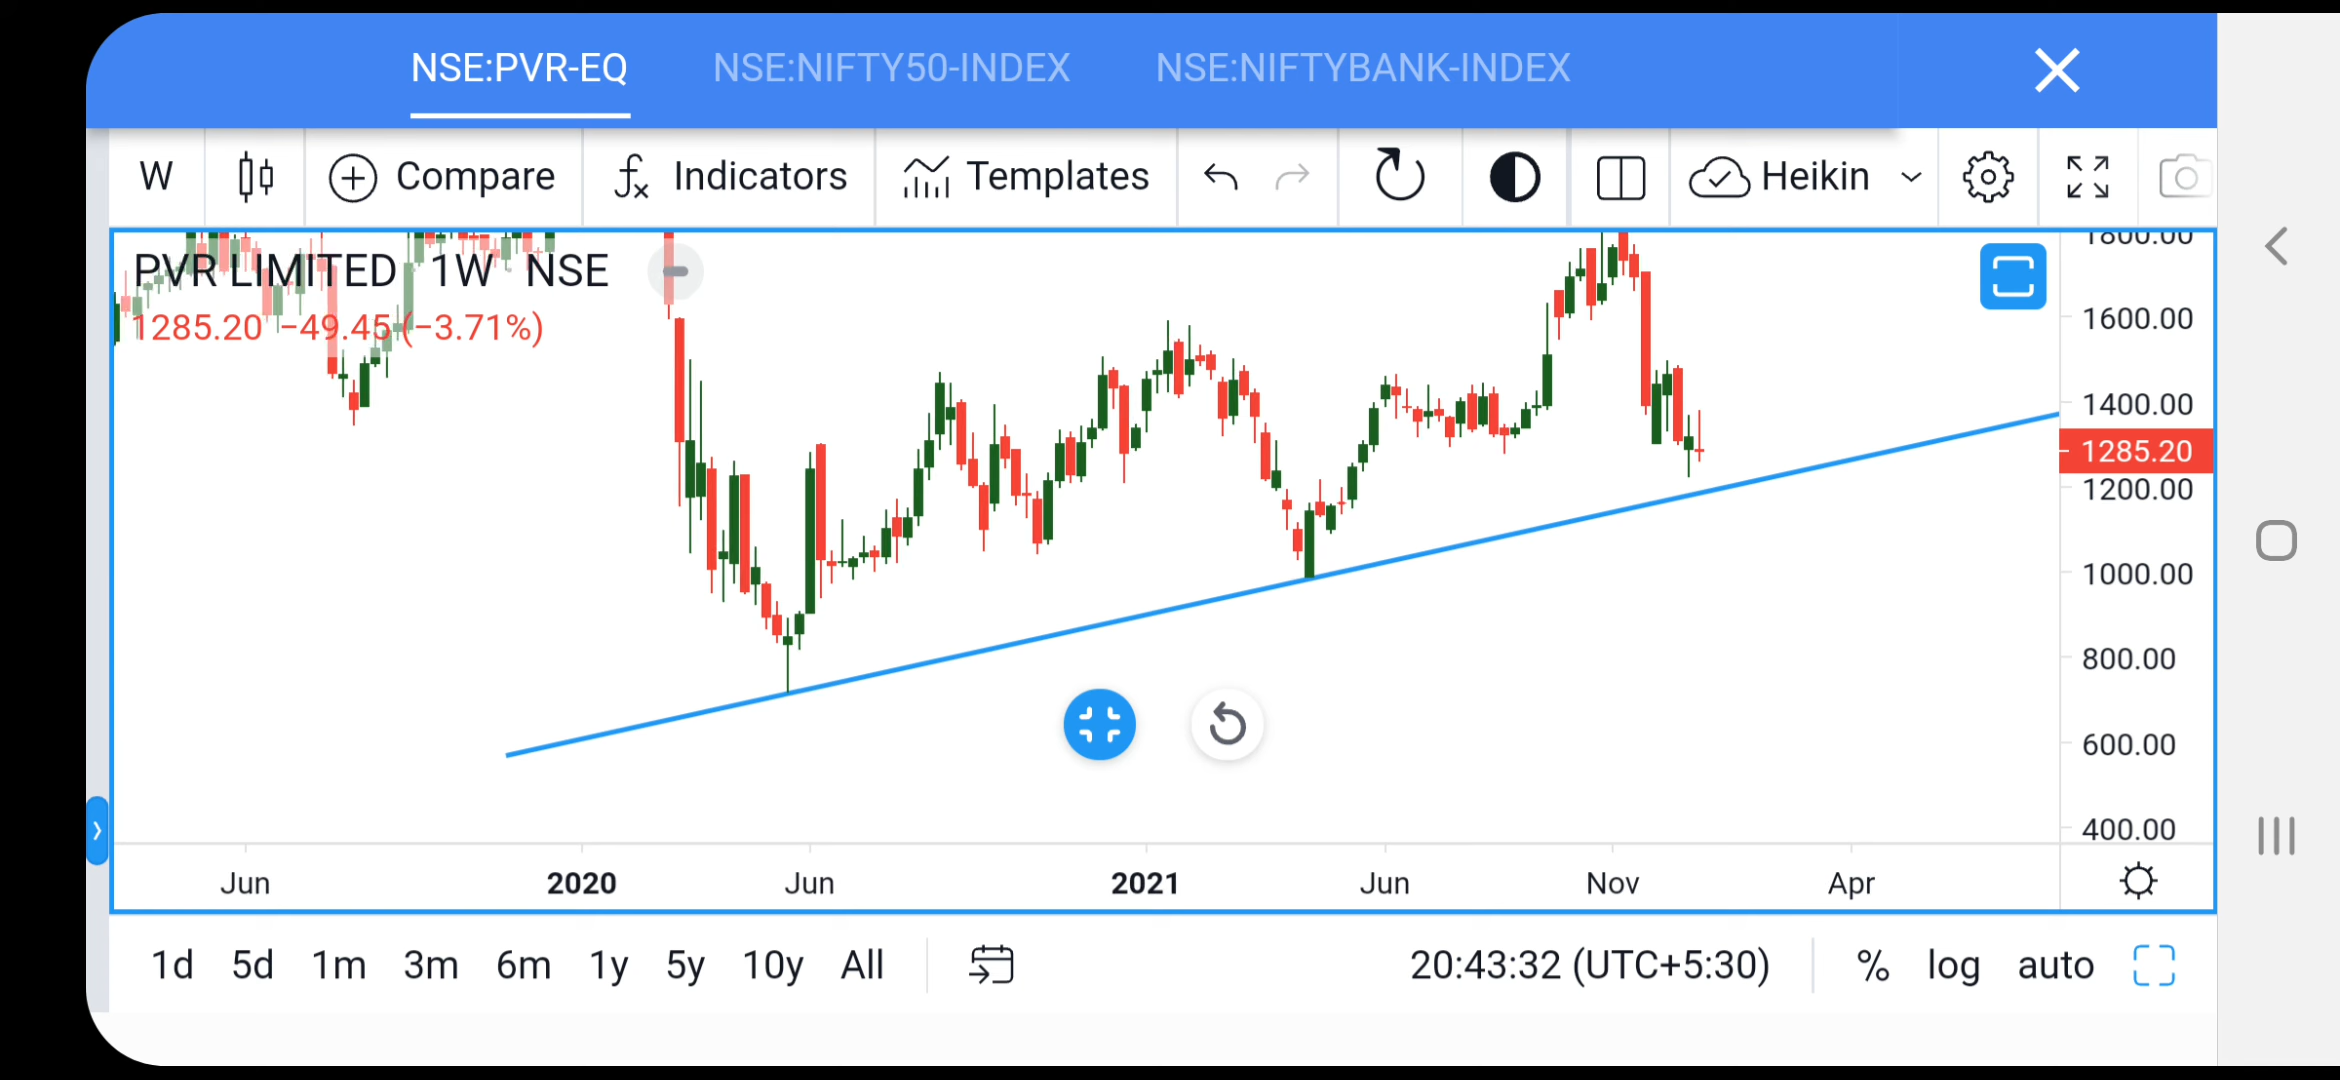 NSE:PVR-EQ NSE:NIFTY50-INDEX NSE:NIFTYBANK-INDEX
W Compare fx Indicators Templates Heikin
PVR LIMITED · 1W · NSE
1285.20 −49.45 (−3.71%)
1800.00
1600.00
1400.00
1285.20
1200.00
1000.00
800.00
600.00
400.00
Jun 2020 Jun 2021 Jun Nov Apr
1d 5d 1m 3m 6m 1y 5y 10y All 20:43:32 (UTC+5:30) % log auto